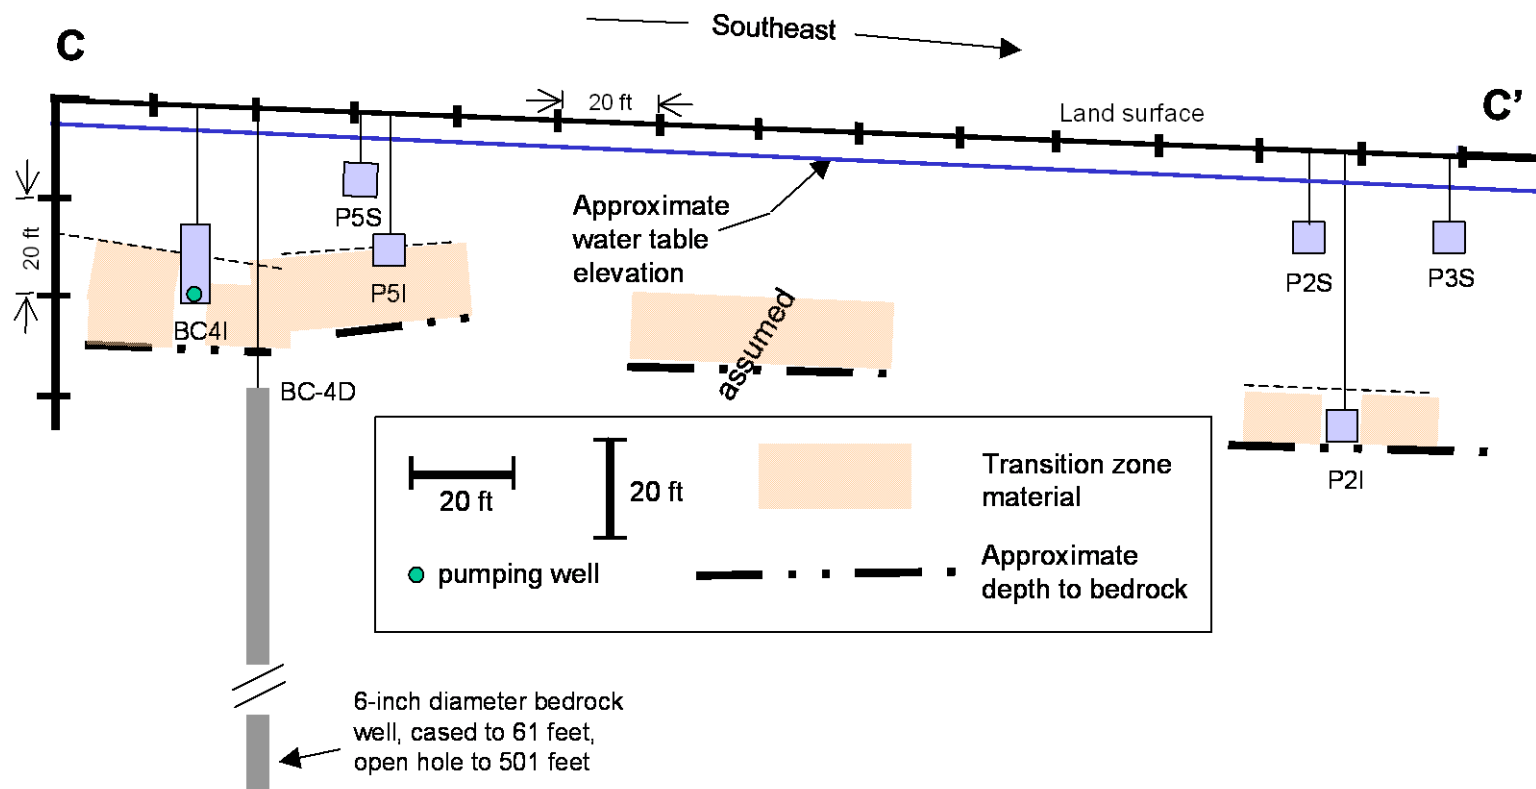 C
Southeast
C’
20 ft
Land surface
20 ft
P5S
Approximate
water table
elevation
P5I
BC4I
P2S
P3S
assumed
BC-4D
P2I
20 ft
20 ft
Transition zone
material
pumping well
Approximate
depth to bedrock
6-inch diameter bedrock
well, cased to 61 feet,
open hole to 501 feet